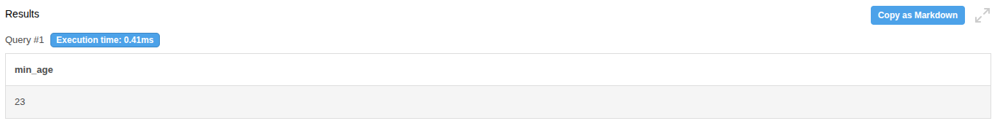 Results
Copy as Markdown
Query #1 Execution time: 0.41ms
min_age
23